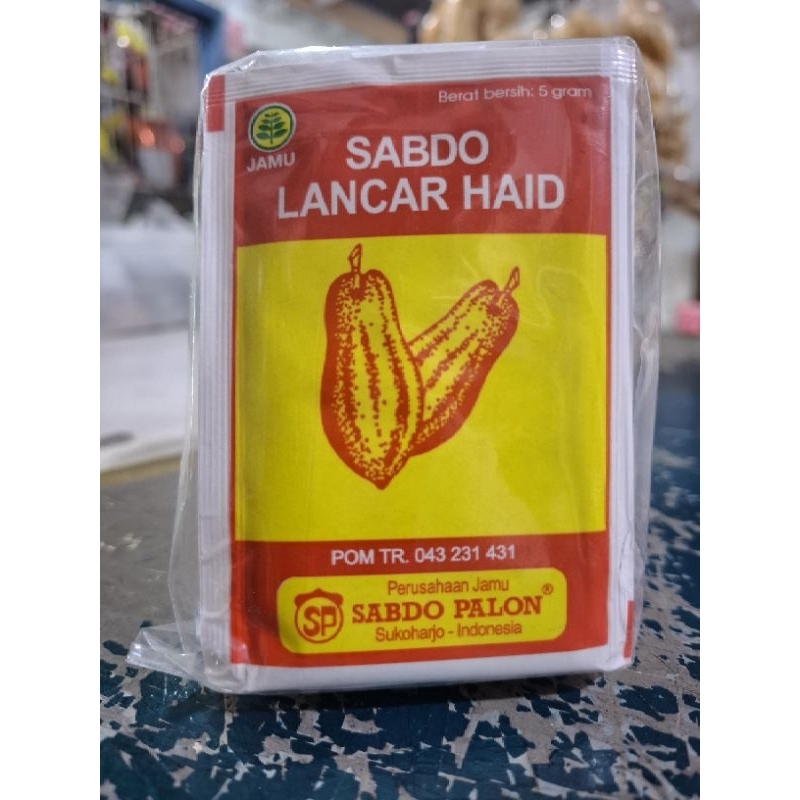 Berat bersih: 5 gram
JAMU
SABDO
LANCAR HAID
POM TR. 043 231 431
Perusahaan Jamu
SP
SABDO PALON®
Sukoharjo - Indonesia